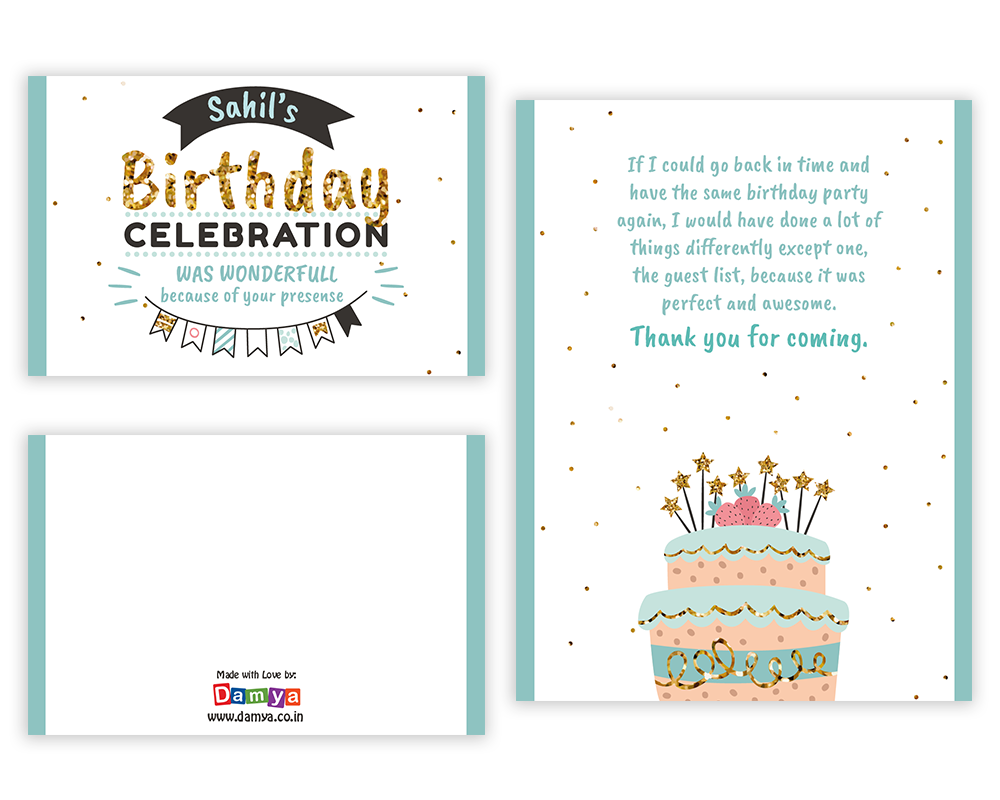 Sahil's
Birthday
CELEBRATION
WAS WONDERFULL
because of your presense
If I could go back in time and
have the same birthday party
again, I would have done a lot of
things differently except one,
the guest list, because it was
perfect and awesome.
Thank you for coming.
Made with Love by:
Damya
www.damya.co.in